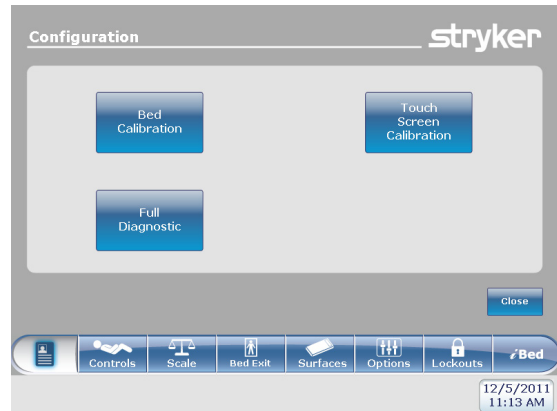 Configuration
stryker
Bed
Calibration
Touch
Screen
Calibration
Full
Diagnostic
Close
Controls
Scale
Bed Exit
Surfaces
Options
Lockouts
iBed
12/5/2011
11:13 AM